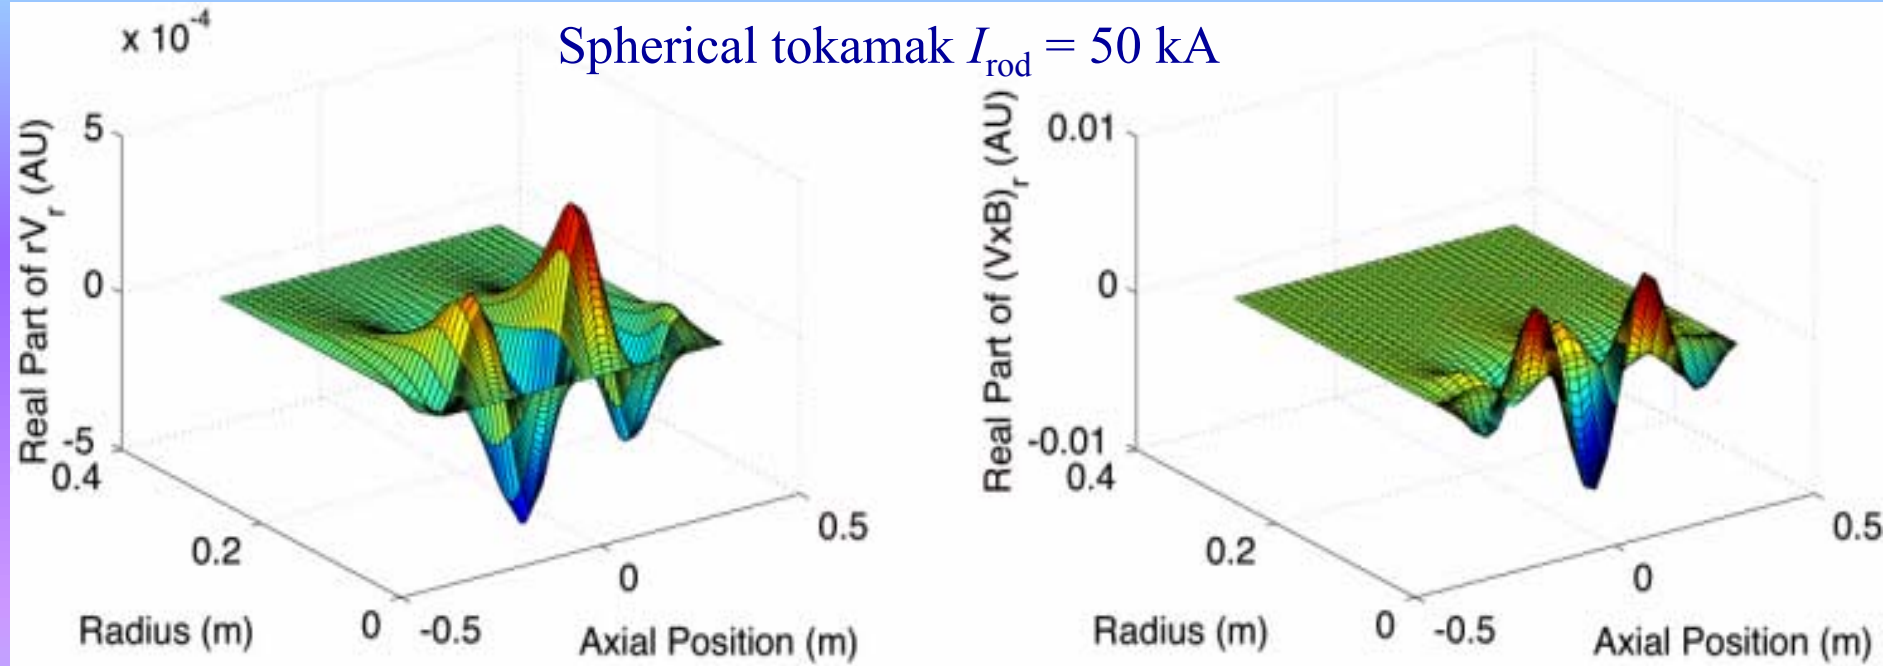 Spherical tokamak I_rod = 50 kA
x 10^-4
Real Part of rV_r (AU)
5
0
-5
0.4
0.2
0
Radius (m)
-0.5
0
0.5
Axial Position (m)
Real Part of (VxB)_r (AU)
0.01
0
-0.01
0.4
0.2
0
Radius (m)
-0.5
0
0.5
Axial Position (m)